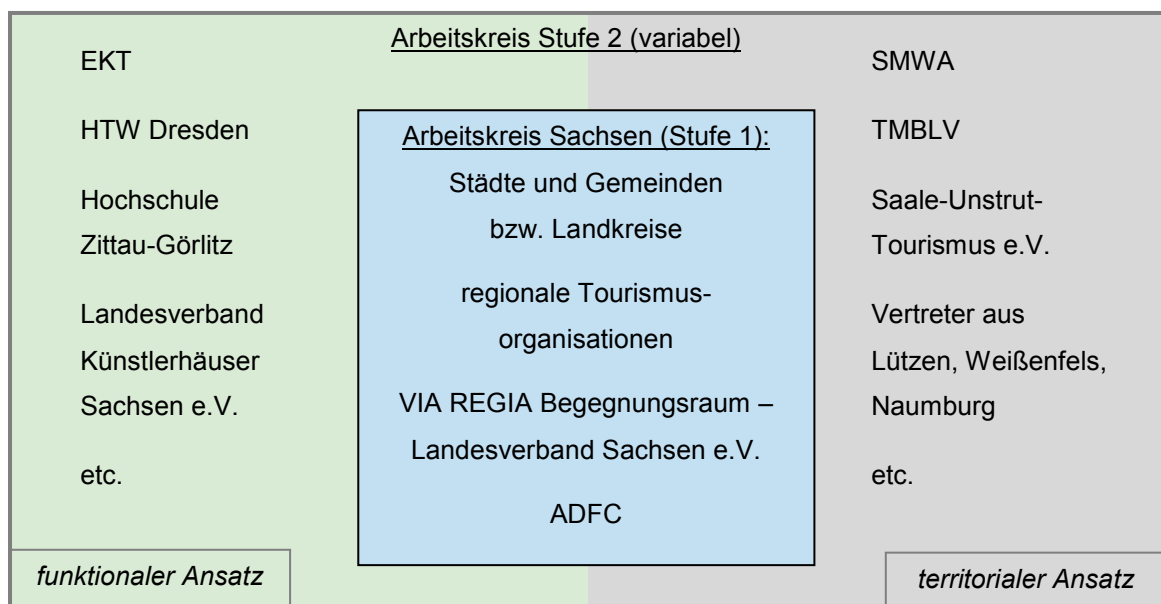 Arbeitskreis Stufe 2 (variabel)
EKT
HTW Dresden
Hochschule
Zittau-Görlitz
Landesverband
Künstlerhäuser
Sachsen e.V.
etc.
funktionaler Ansatz
Arbeitskreis Sachsen (Stufe 1):
Städte und Gemeinden
bzw. Landkreise
regionale Tourismus-
organisationen
VIA REGIA Begegnungsraum –
Landesverband Sachsen e.V.
ADFC
SMWA
TMBLV
Saale-Unstrut-
Tourismus e.V.
Vertreter aus
Lützen, Weißenfels,
Naumburg
etc.
territorialer Ansatz